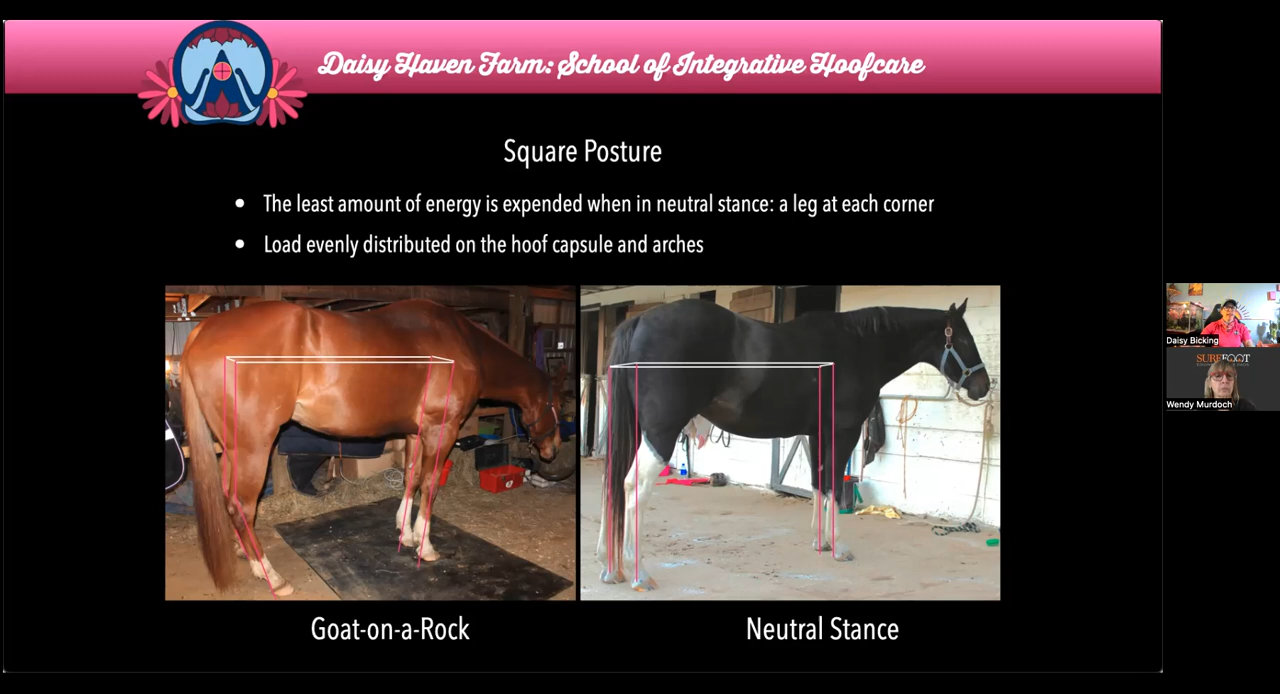 Daisy Haven Farm: School of Integrative Hoofcare
Square Posture
The least amount of energy is expended when in neutral stance: a leg at each corner
Load evenly distributed on the hoof capsule and arches
Goat-on-a-Rock
Neutral Stance
Daisy Bicking
SUREFOOT
Wendy Murdoch